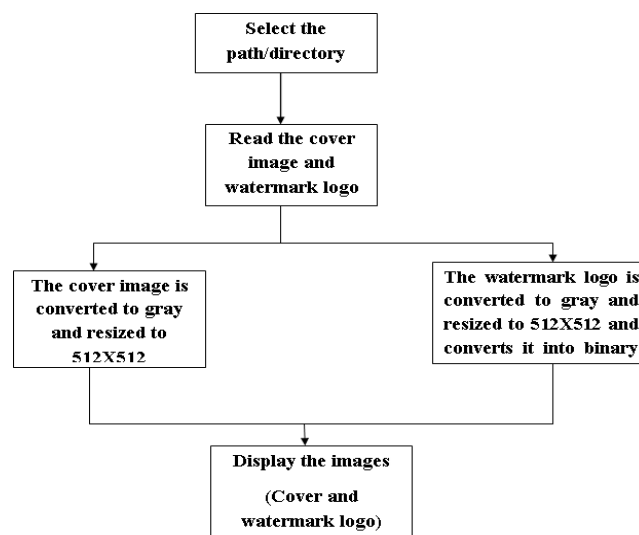 Select the
path/directory
Read the cover
image and
watermark logo
The cover image is
converted to gray
and resized to
512X512
The watermark logo is
converted to gray and
resized to 512X512 and
converts it into binary
Display the images
(Cover and
watermark logo)